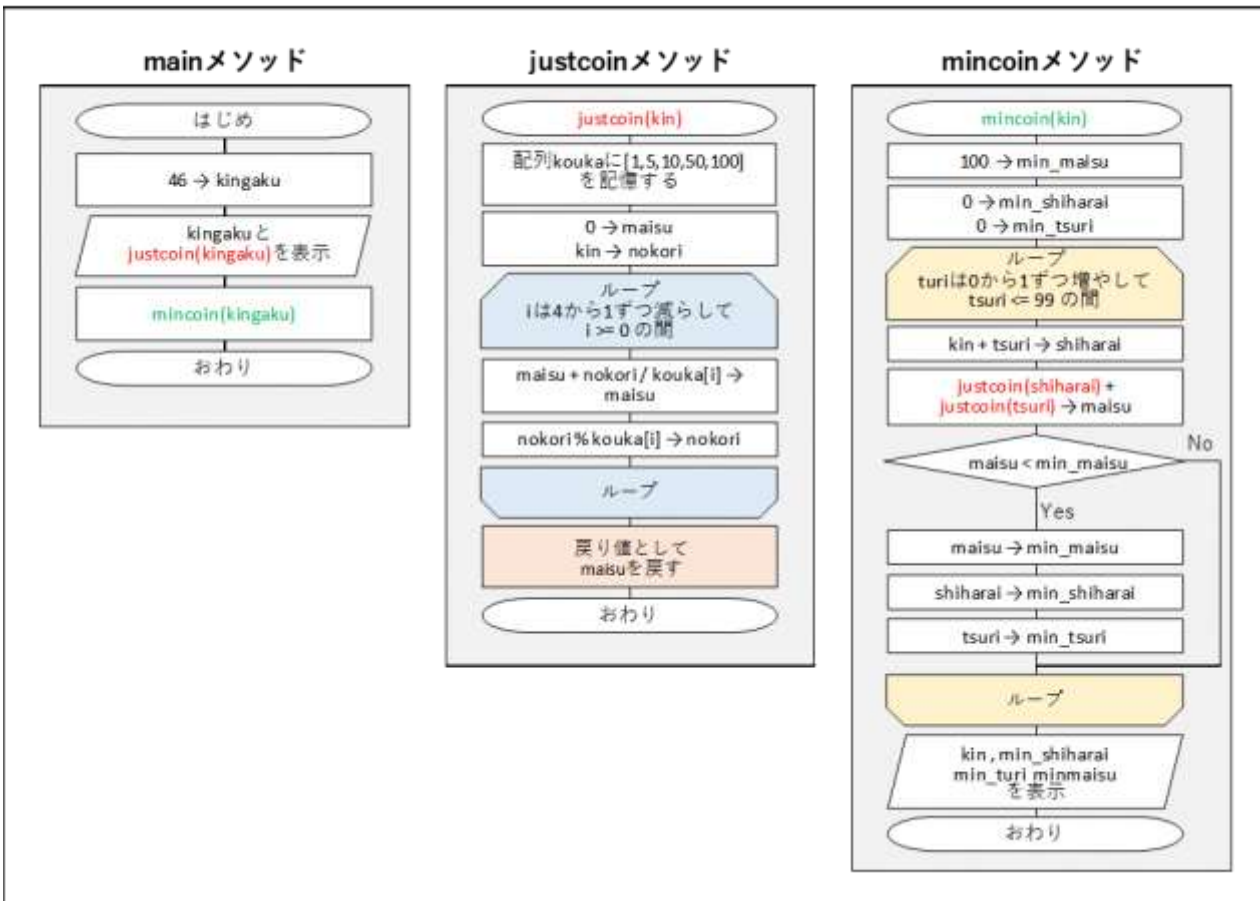 mainメソッド
はじめ
46 → kingaku
kingakuと
justcoin(kingaku)を表示
mincoin(kingaku)
おわり
justcoinメソッド
justcoin(kin)
配列koukaに[1,5,10,50,100]
を記憶する
0 → maisu
kin → nokori
ループ
iは4から1ずつ減らして
i >= 0 の間
maisu + nokori / kouka[i] →
maisu
nokori % kouka[i] → nokori
ループ
戻り値として
maisuを戻す
おわり
mincoinメソッド
mincoin(kin)
100 → min_maisu
0 → min_shiharai
0 → min_tsuri
ループ
turiは0から1ずつ増やして
tsuri <= 99 の間
kin + tsuri → shiharai
justcoin(shiharai) +
justcoin(tsuri) → maisu
No
maisu < min_maisu
Yes
maisu → min_maisu
shiharai → min_shiharai
tsuri → min_tsuri
ループ
kin , min_shiharai
min_turi minmaisu
を表示
おわり